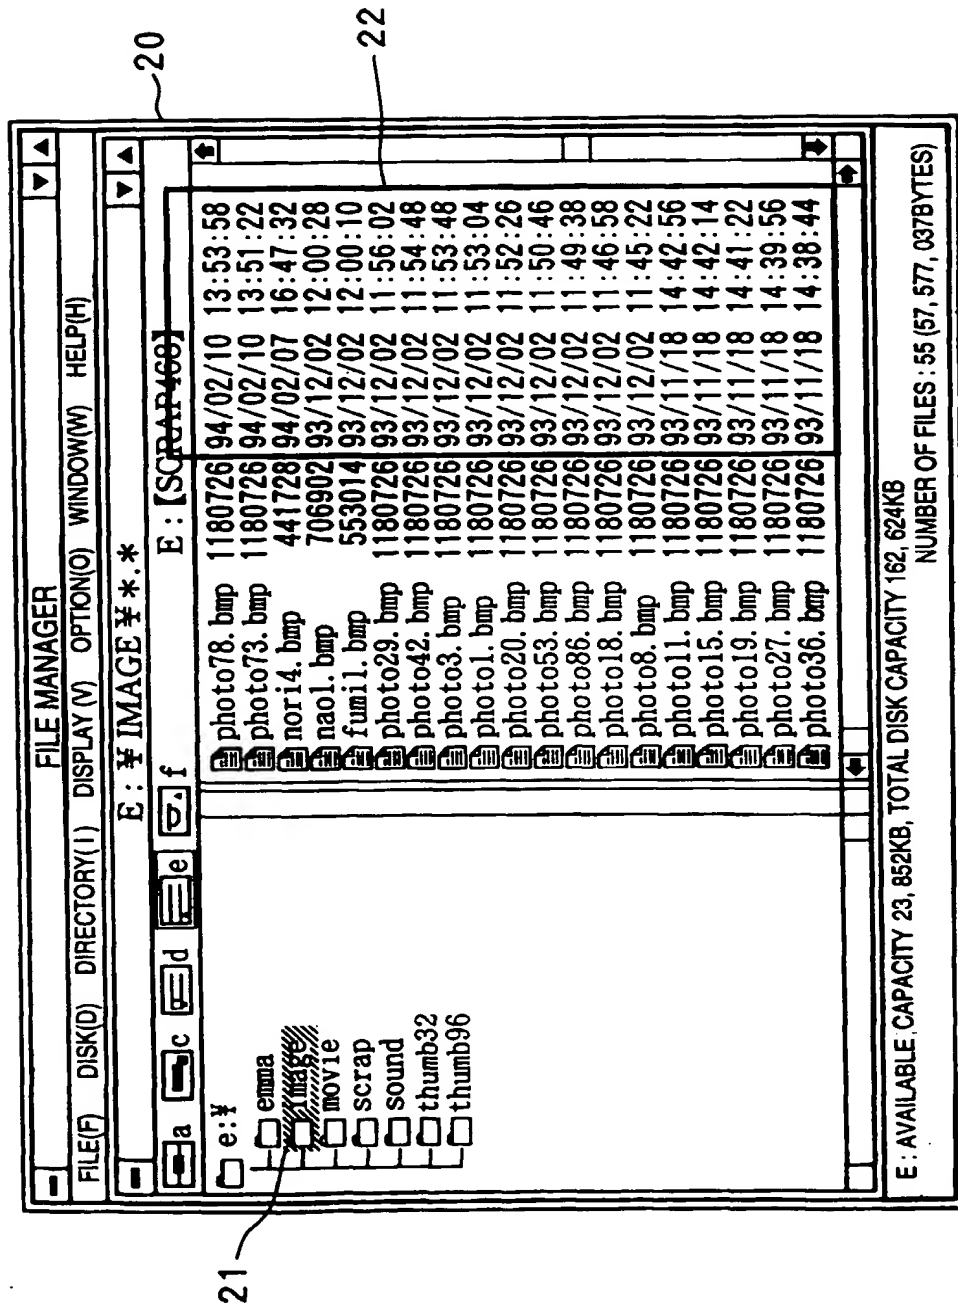 FILE MANAGER
FILE(F) DISK(D) DIRECTORY( I ) DISPLAY (V) OPTION(O) WINDOW(W) HELP(H)
E : ¥ IMAGE ¥ *.*
a c d e f E : [SCRAP468]
e:¥
emma
image
movie
scrap
sound
thumb32
thumb96
photo78. bmp 1180726 94/02/10 13:53:58
photo73. bmp 1180726 94/02/10 13:51:22
nori4. bmp 441728 94/02/07 16:47:32
nao1. bmp 706902 93/12/02 12:00:28
fumi1. bmp 553014 93/12/02 12:00:10
photo29. bmp 1180726 93/12/02 11:56:02
photo42. bmp 1180726 93/12/02 11:54:48
photo3. bmp 1180726 93/12/02 11:53:48
photo1. bmp 1180726 93/12/02 11:53:04
photo20. bmp 1180726 93/12/02 11:52:26
photo53. bmp 1180726 93/12/02 11:50:46
photo86. bmp 1180726 93/12/02 11:49:38
photo18. bmp 1180726 93/12/02 11:46:58
photo8. bmp 1180726 93/12/02 11:45:22
photo11. bmp 1180726 93/11/18 14:42:56
photo15. bmp 1180726 93/11/18 14:42:14
photo19. bmp 1180726 93/11/18 14:41:22
photo27. bmp 1180726 93/11/18 14:39:56
photo36. bmp 1180726 93/11/18 14:38:44
E : AVAILABLE CAPACITY 23, 852KB, TOTAL DISK CAPACITY 162, 624KB
NUMBER OF FILES : 55 (57, 577, 037BYTES)
20
21
22